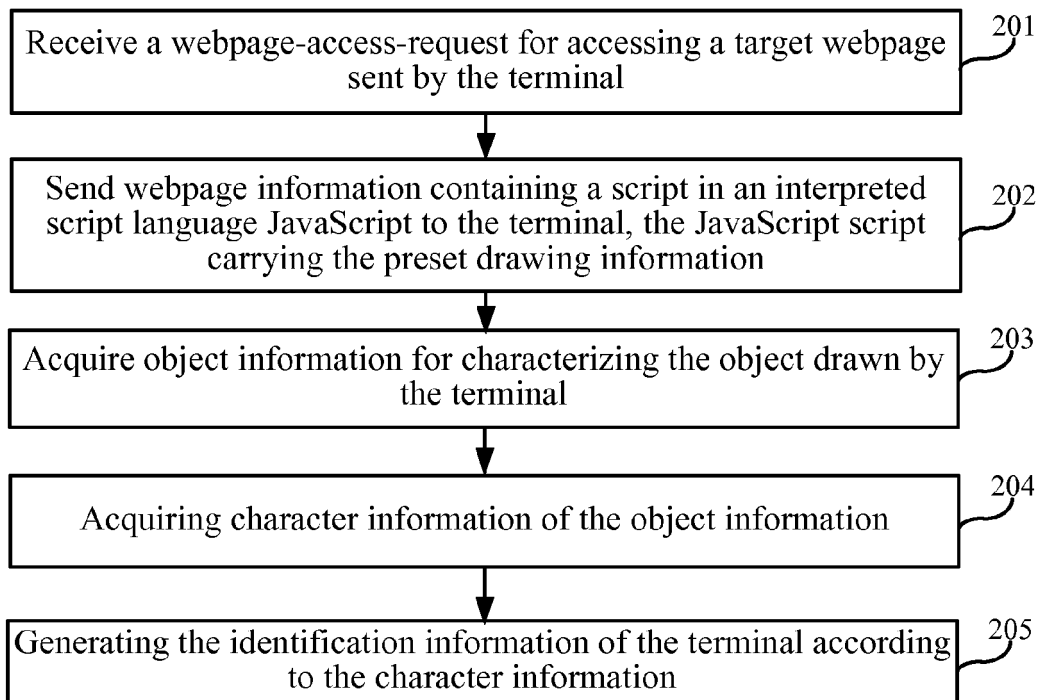 Receive a webpage-access-request for accessing a target webpage
sent by the terminal
201
Send webpage information containing a script in an interpreted
script language JavaScript to the terminal, the JavaScript script
carrying the preset drawing information
202
Acquire object information for characterizing the object drawn by
the terminal
203
Acquiring character information of the object information
204
Generating the identification information of the terminal according
to the character information
205